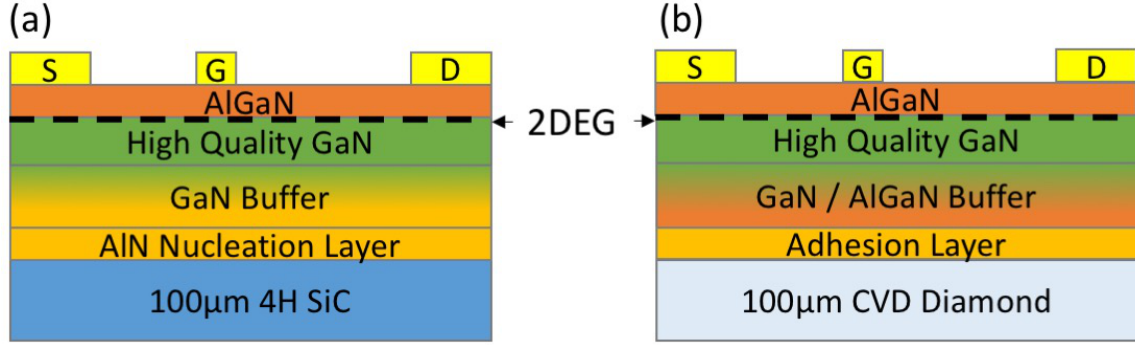 (a)
S G D
AlGaN
High Quality GaN
GaN Buffer
AlN Nucleation Layer
100μm 4H SiC
2DEG
(b)
S G D
AlGaN
High Quality GaN
GaN / AlGaN Buffer
Adhesion Layer
100μm CVD Diamond